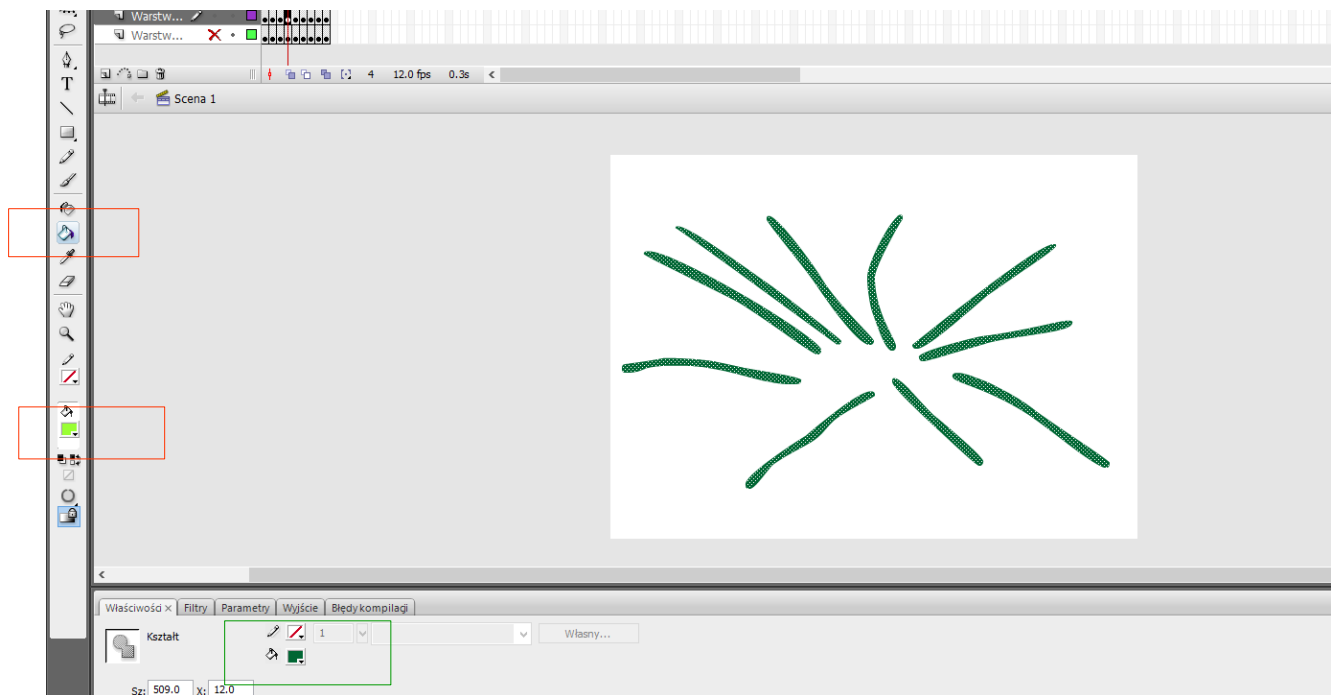 Warstw...
Warstw...
4 12.0 fps 0.3s
T
Scena 1
Właściwości Filtry Parametry Wyjście Błędy kompilacji
Kształt
1
Własny...
Sz: 509.0 X: 12.0